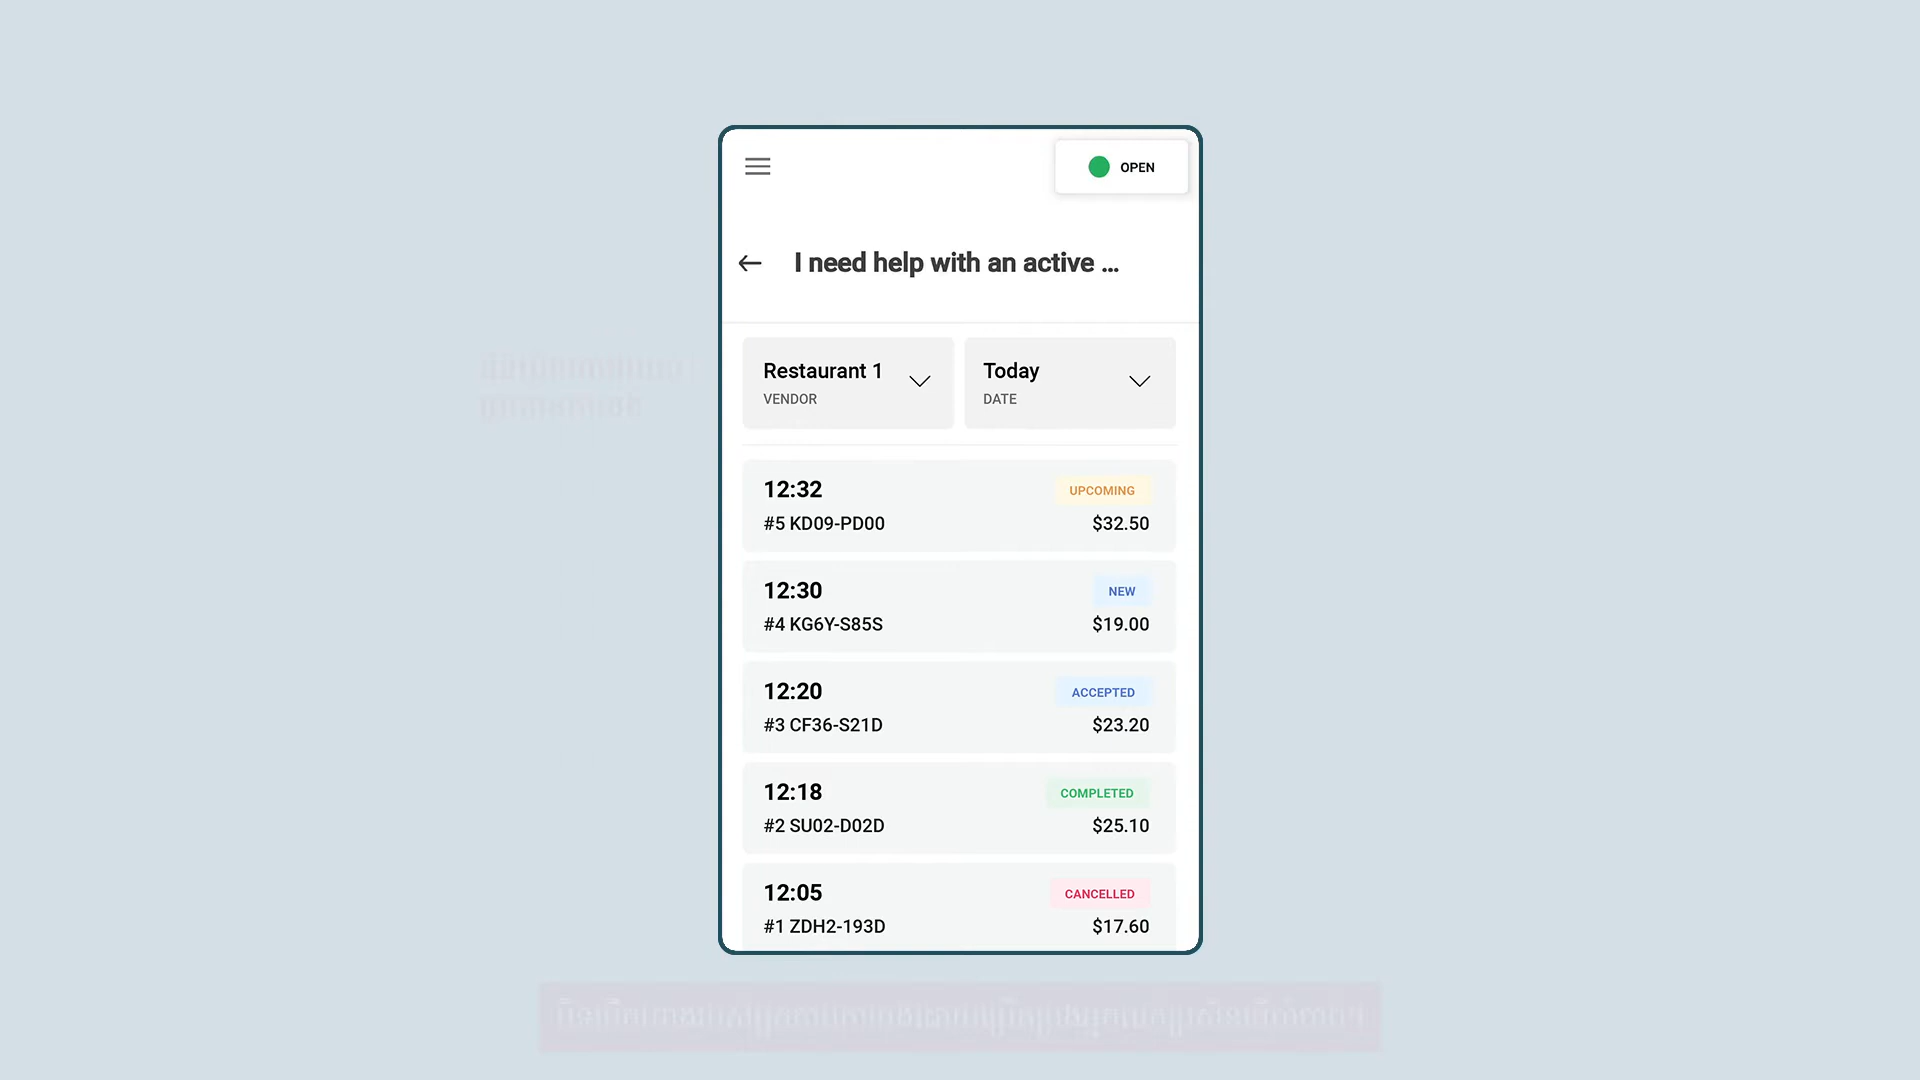 OPEN
I need help with an active ...
Restaurant 1
VENDOR
Today
DATE
12:32
UPCOMING
#5 KD09-PD00
$32.50
12:30
NEW
#4 KG6Y-S85S
$19.00
12:20
ACCEPTED
#3 CF36-S21D
$23.20
12:18
COMPLETED
#2 SU02-D02D
$25.10
12:05
CANCELLED
#1 ZDH2-193D
$17.60